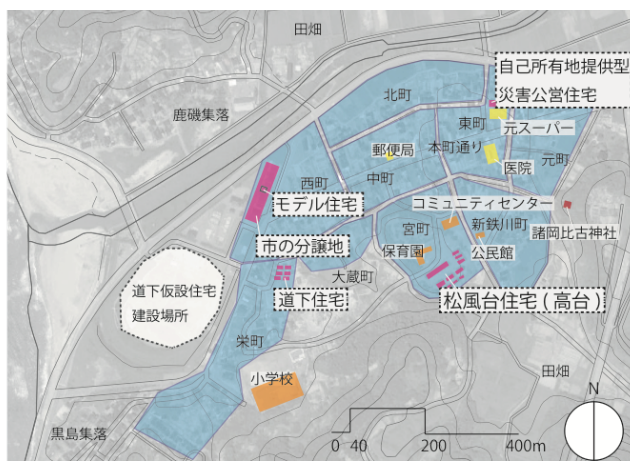 田畑
自己所有地提供型
災害公営住宅
北町
鹿磯集落
東町
元スーパー
郵便局
本町通り
医院
元町
西町
中町
モデル住宅
コミュニティセンター
宮町
新鉄川町
諸岡比古神社
市の分譲地
保育園
公民館
大蔵町
道下仮設住宅
建設場所
道下住宅
松風台住宅(高台)
栄町
小学校
田畑
黒島集落
N
0 40 200 400m